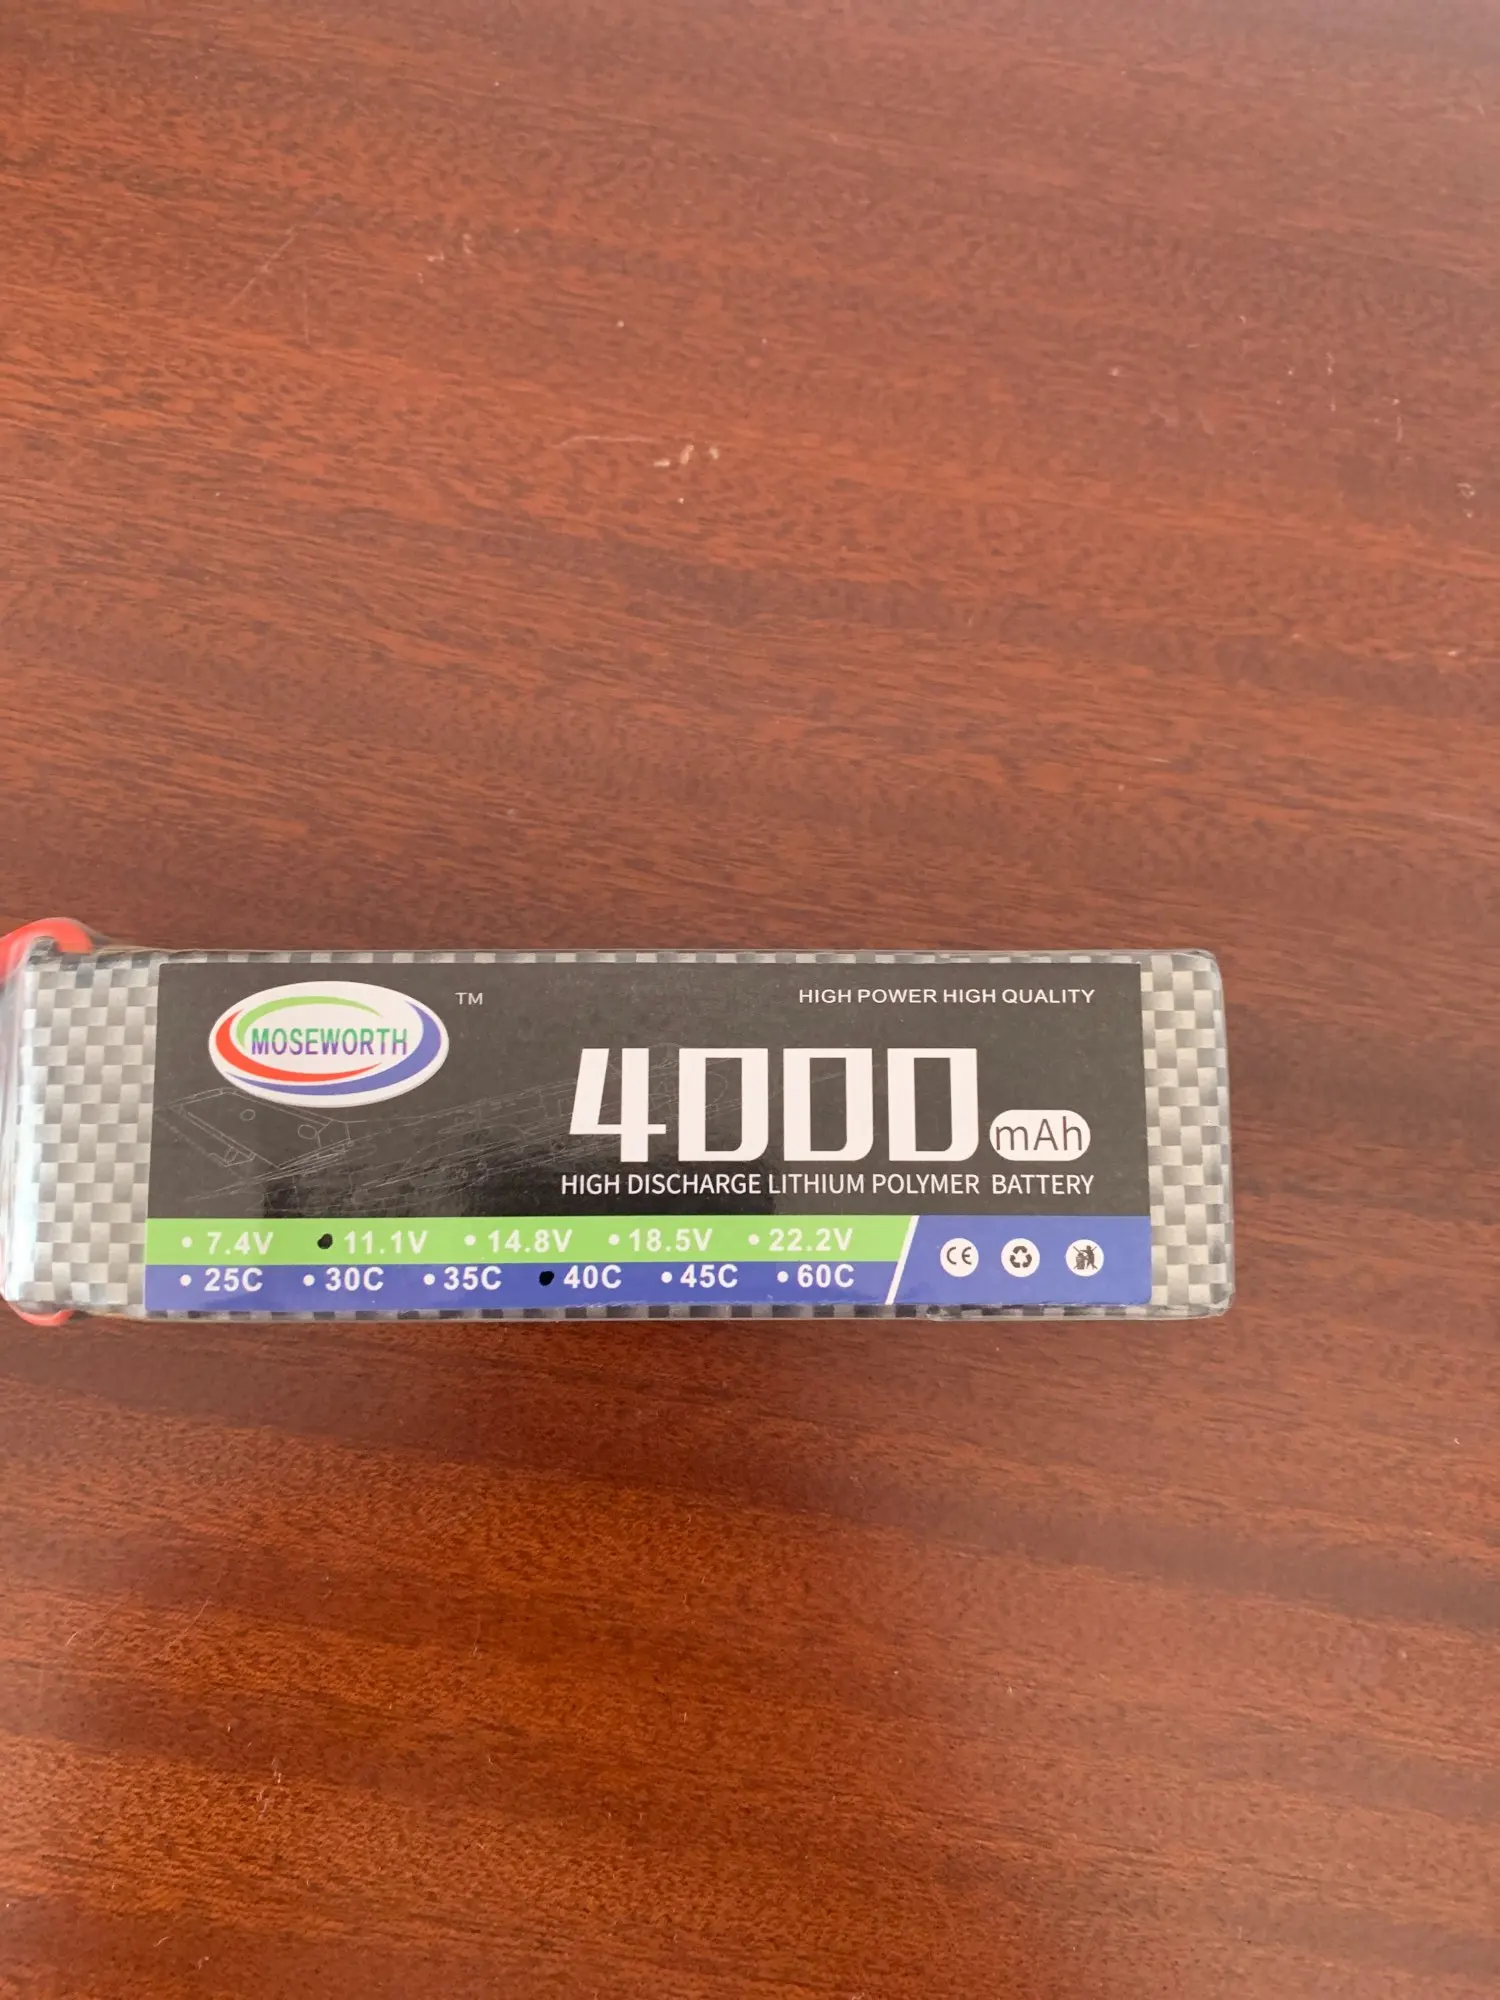 MOSEWORTH TM
HIGH POWER HIGH QUALITY
4000 mAh
HIGH DISCHARGE LITHIUM POLYMER BATTERY
• 7.4V • 11.1V • 14.8V • 18.5V • 22.2V
• 25C • 30C • 35C • 40C • 45C • 60C
CE